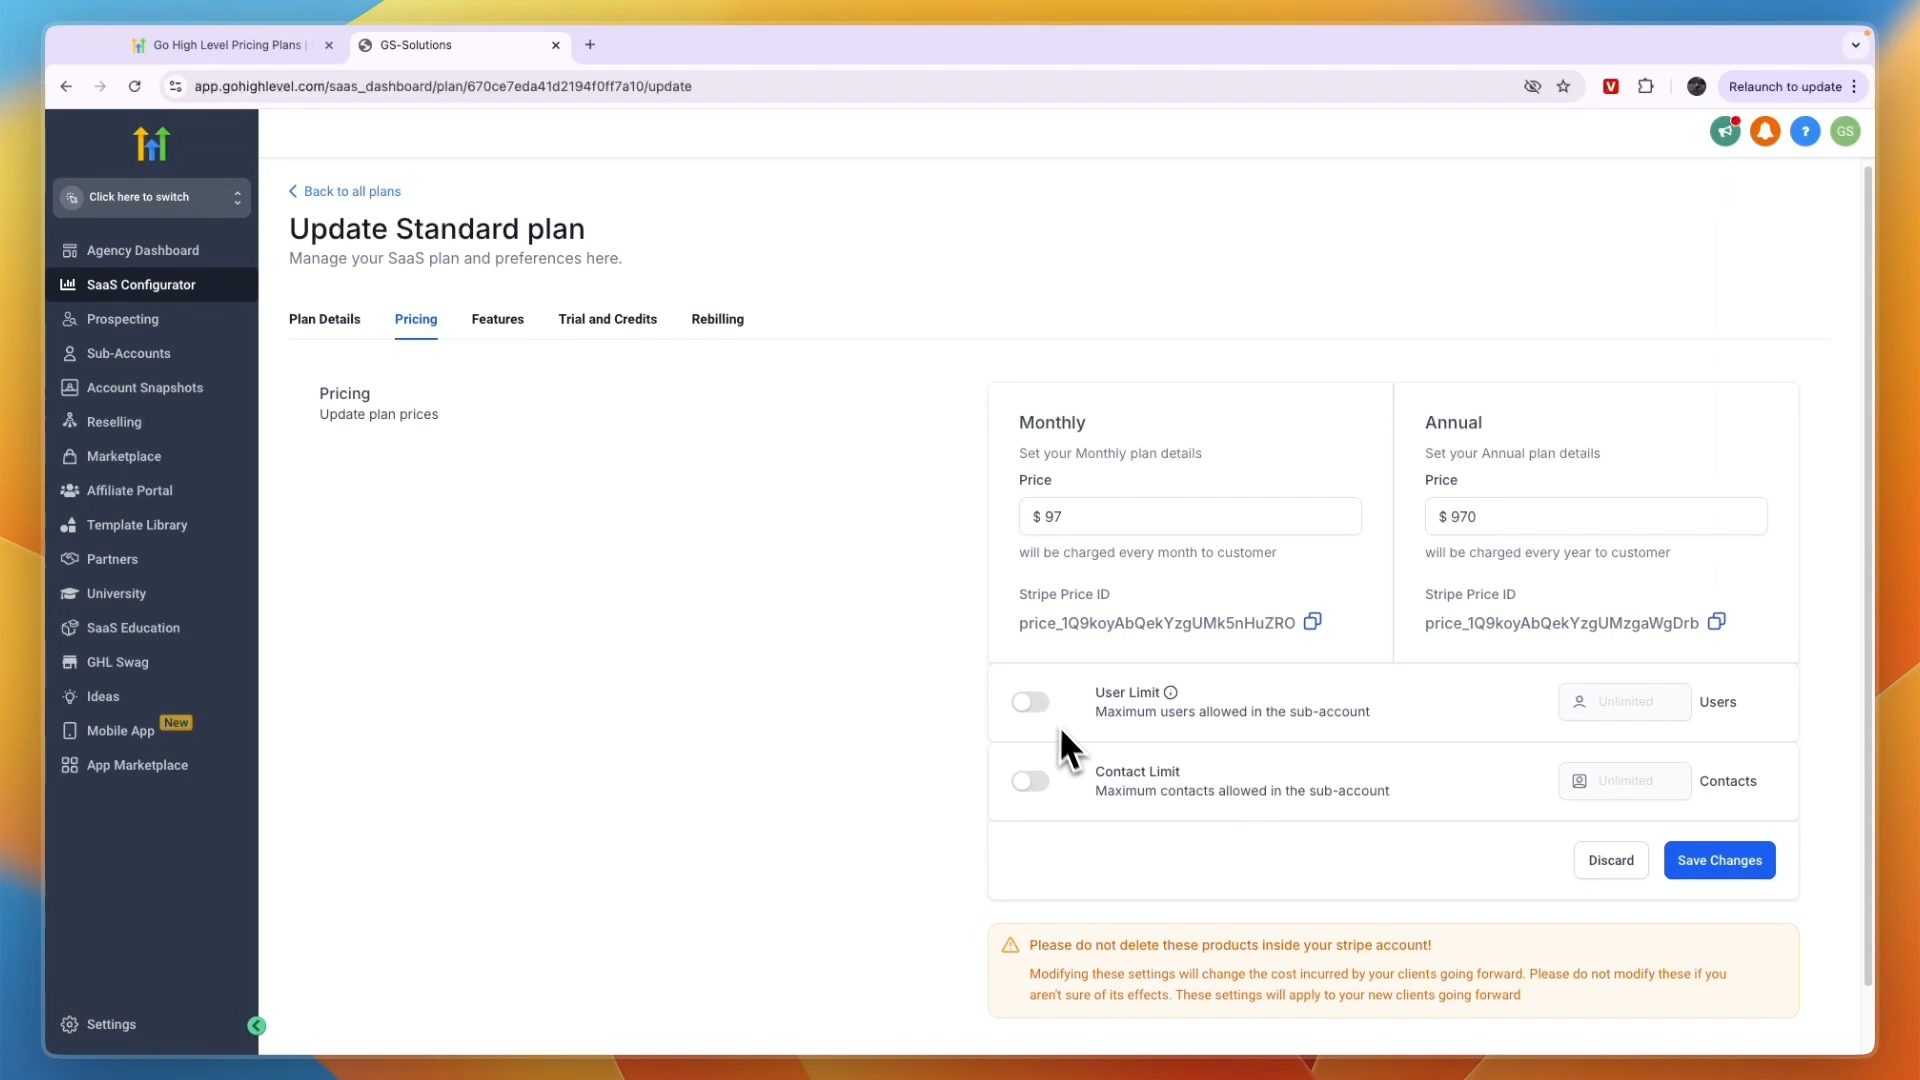 Go High Level Pricing Plans |
GS-Solutions
app.gohighlevel.com/saas_dashboard/plan/670ce7eda41d2194f0ff7a10/update
Relaunch to update
GS
Click here to switch
Agency Dashboard
SaaS Configurator
Prospecting
Sub-Accounts
Account Snapshots
Reselling
Marketplace
Affiliate Portal
Template Library
Partners
University
SaaS Education
GHL Swag
Ideas
Mobile App New
App Marketplace
Settings
Back to all plans
Update Standard plan
Manage your SaaS plan and preferences here.
Plan Details Pricing Features Trial and Credits Rebilling
Pricing
Update plan prices
Monthly
Set your Monthly plan details
Price
$ 97
will be charged every month to customer
Stripe Price ID
price_1Q9koyAbQekYzgUMk5nHuZRO
Annual
Set your Annual plan details
Price
$ 970
will be charged every year to customer
Stripe Price ID
price_1Q9koyAbQekYzgUMzgaWgDrb
User Limit
Maximum users allowed in the sub-account
Unlimited Users
Contact Limit
Maximum contacts allowed in the sub-account
Unlimited Contacts
Discard Save Changes
Please do not delete these products inside your stripe account!
Modifying these settings will change the cost incurred by your clients going forward. Please do not modify these if you
aren't sure of its effects. These settings will apply to your new clients going forward